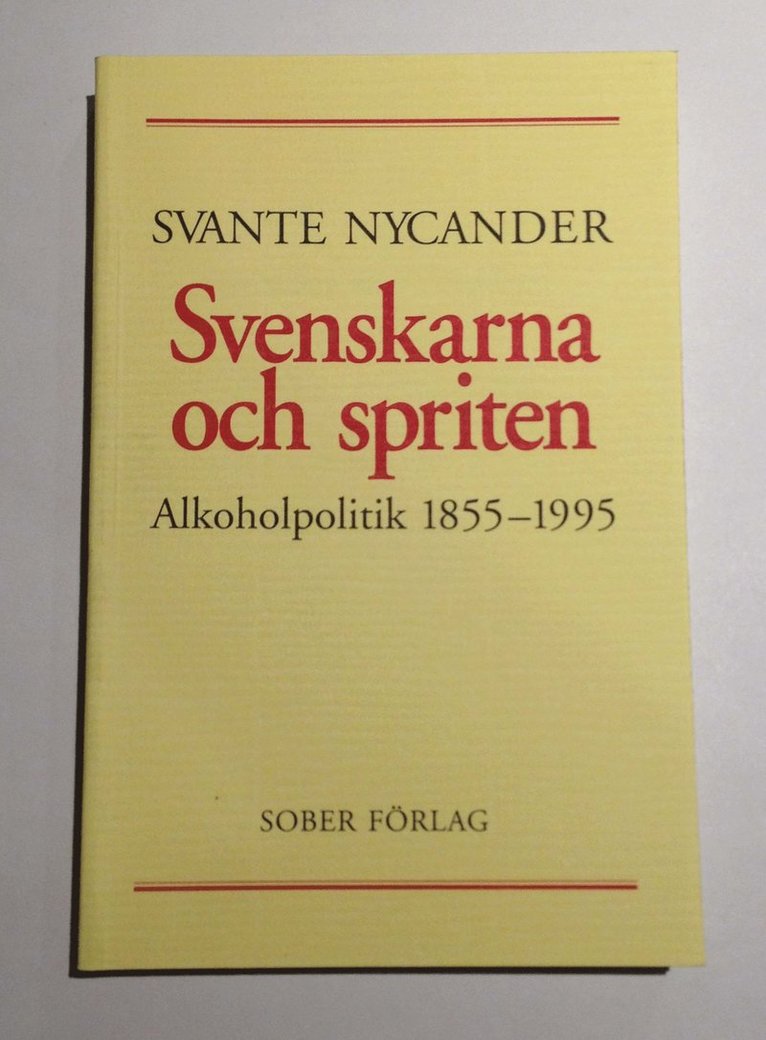 SVANTE NYCANDER
Svenskarna
och spriten
Alkoholpolitik 1855–1995
SOBER FÖRLAG